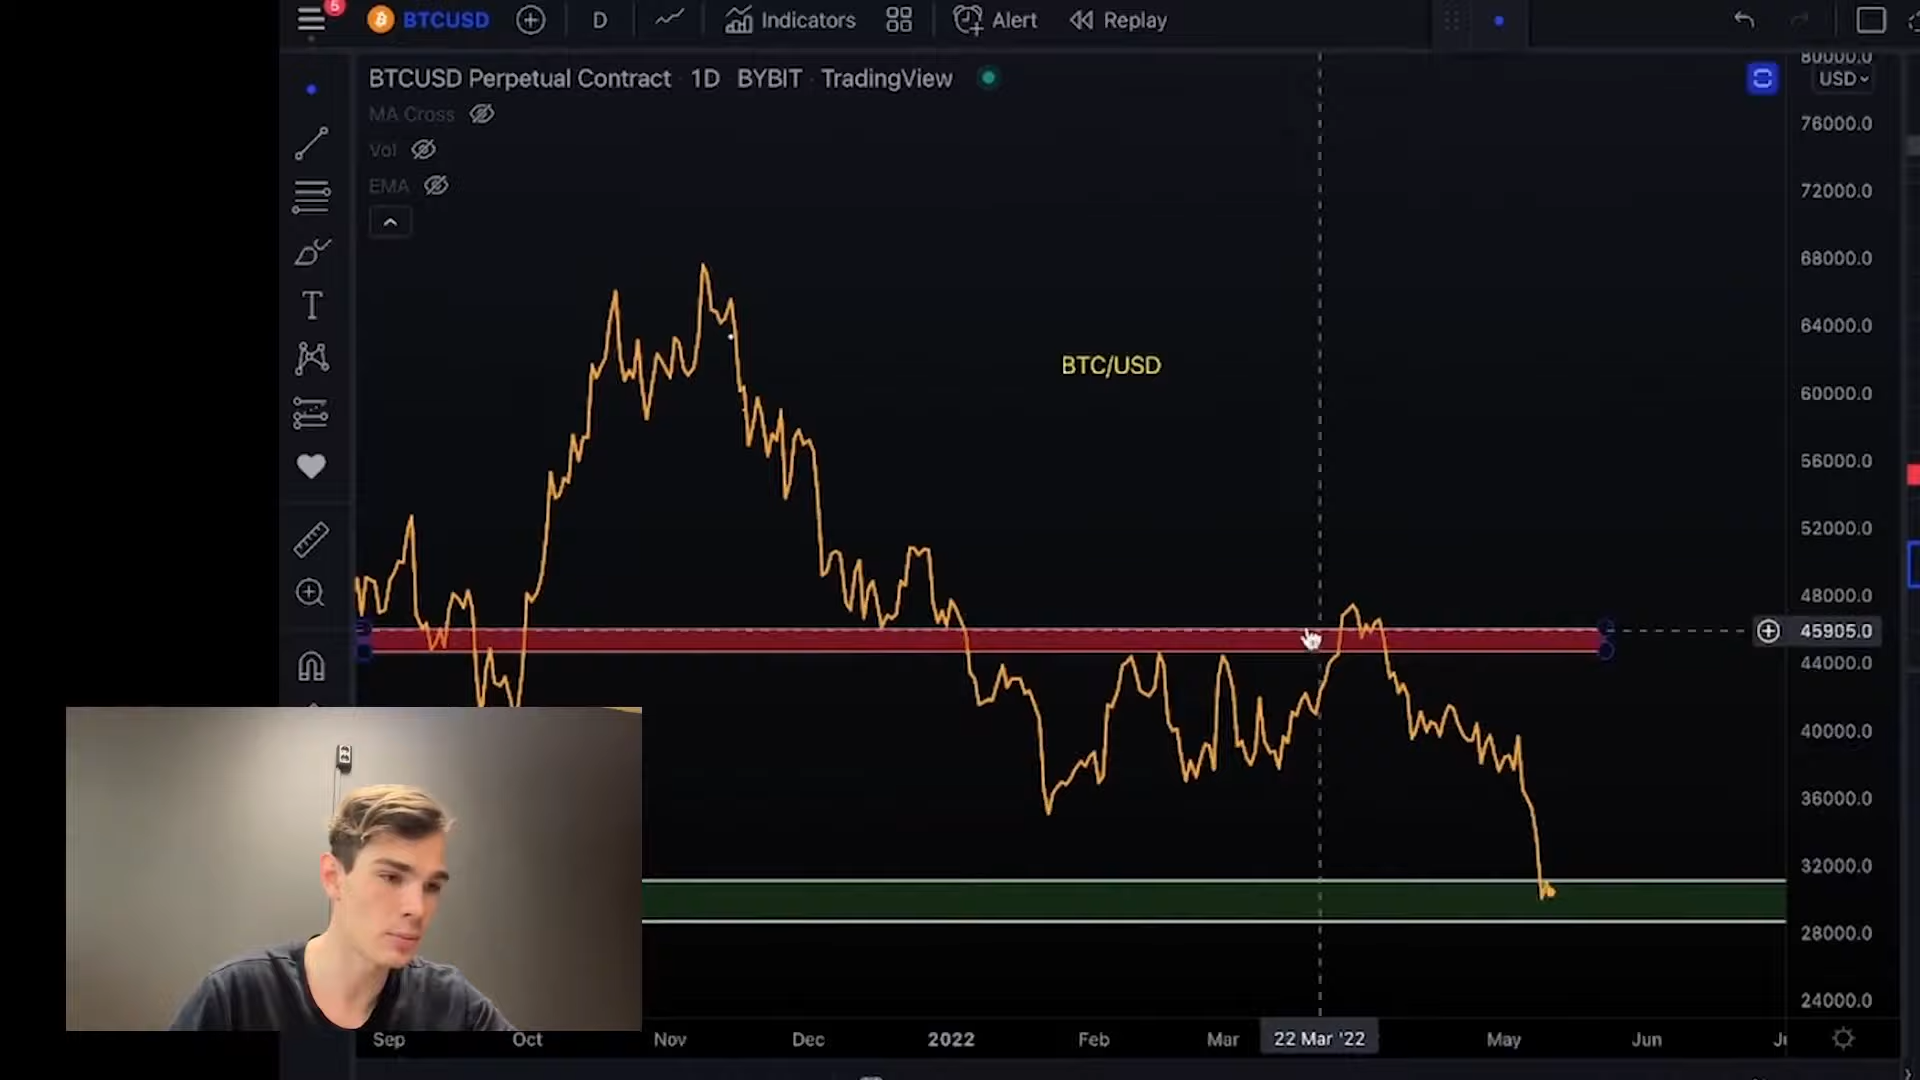 5
BTCUSD
D
Indicators
Alert
Replay
BTCUSD Perpetual Contract · 1D · BYBIT · TradingView
MA Cross
Vol
EMA
T
BTC/USD
80000.0
USD
76000.0
72000.0
68000.0
64000.0
60000.0
56000.0
52000.0
48000.0
45905.0
44000.0
40000.0
36000.0
32000.0
28000.0
24000.0
Sep
Oct
Nov
Dec
2022
Feb
Mar
22 Mar '22
May
Jun